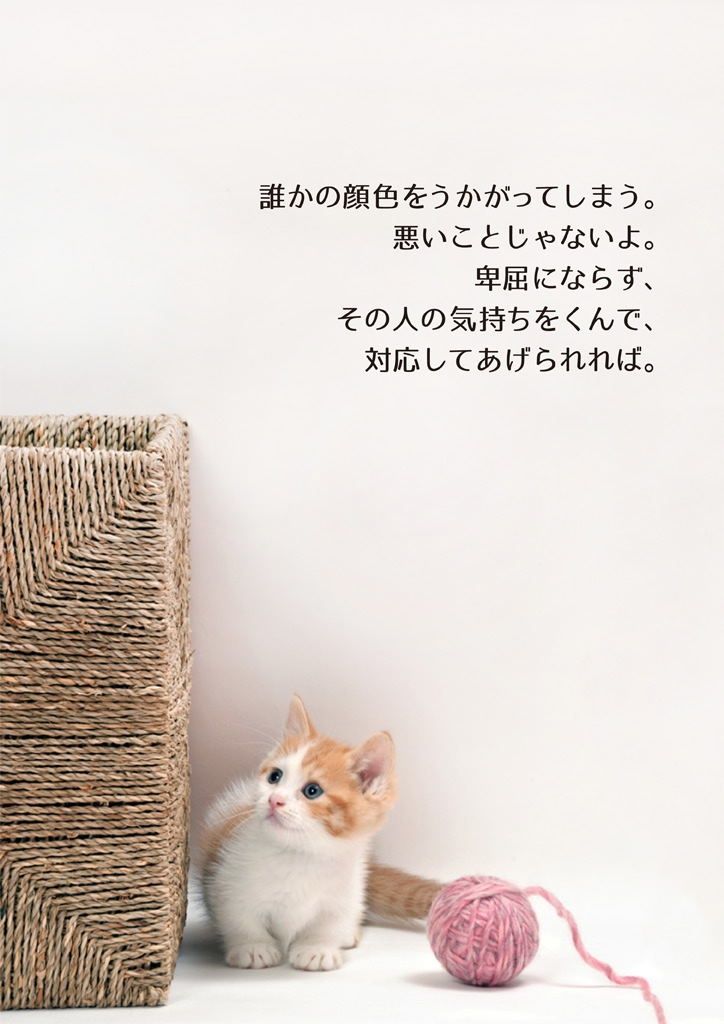 誰かの顔色をうかがってしまう。
悪いことじゃないよ。
卑屈にならず、
その人の気持ちをくんで、
対応してあげられれば。